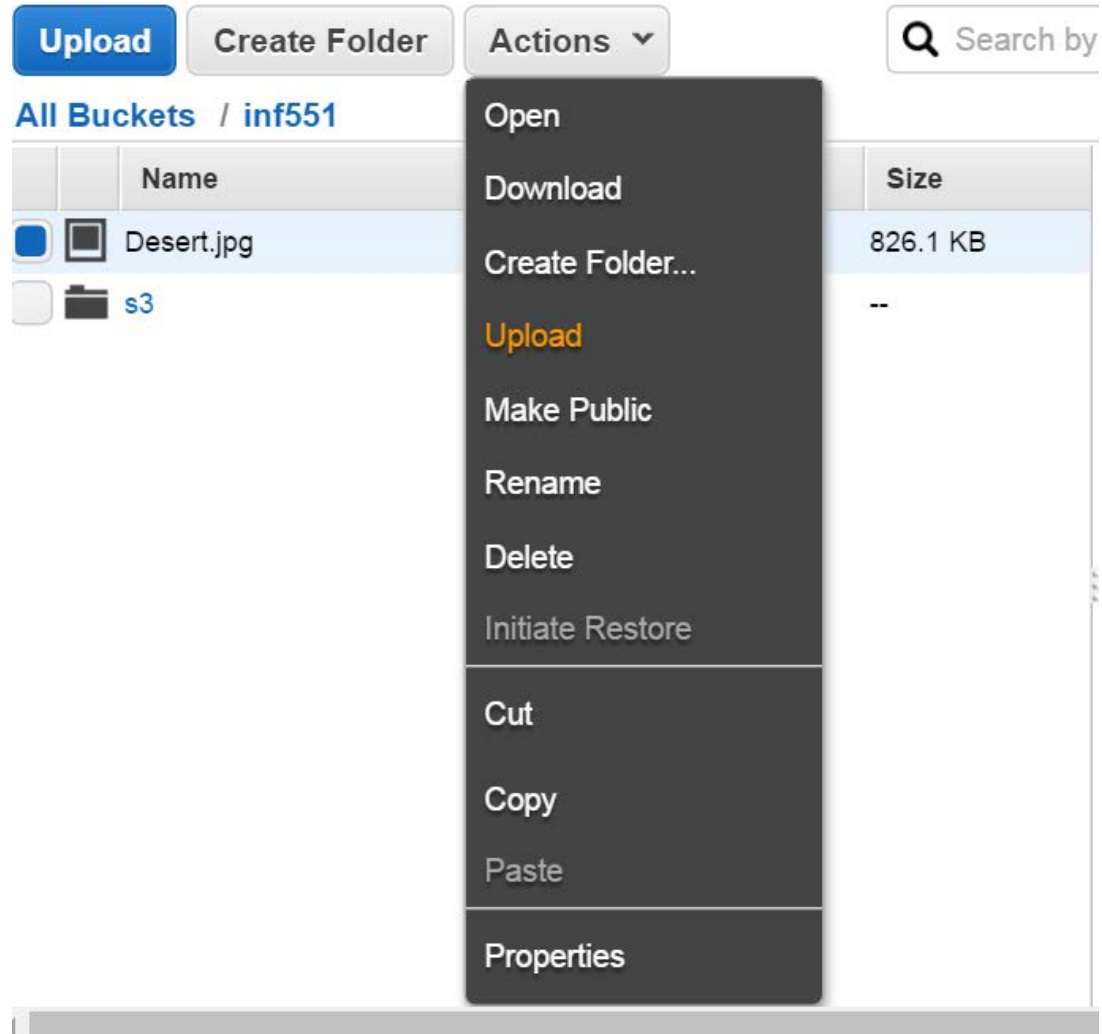 Upload Create Folder Actions Search by
All Buckets / inf551
Name Size
Desert.jpg 826.1 KB
s3 --
Open
Download
Create Folder...
Upload
Make Public
Rename
Delete
Initiate Restore
Cut
Copy
Paste
Properties